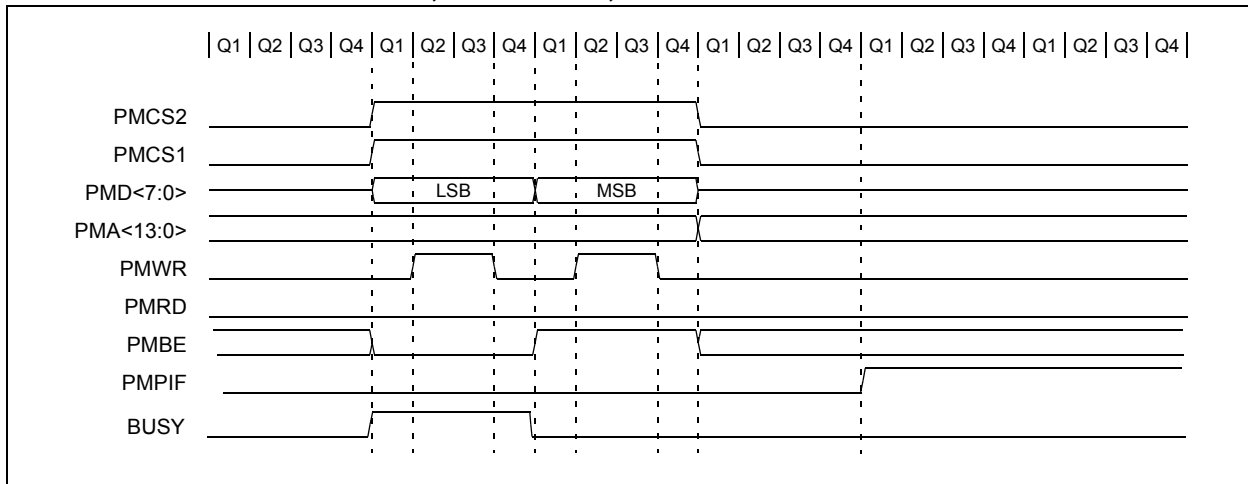 Q1 Q2 Q3 Q4 Q1 Q2 Q3 Q4 Q1 Q2 Q3 Q4 Q1 Q2 Q3 Q4 Q1 Q2 Q3 Q4 Q1 Q2 Q3 Q4
PMCS2
PMCS1
PMD<7:0> LSB MSB
PMA<13:0>
PMWR
PMRD
PMBE
PMPIF
BUSY